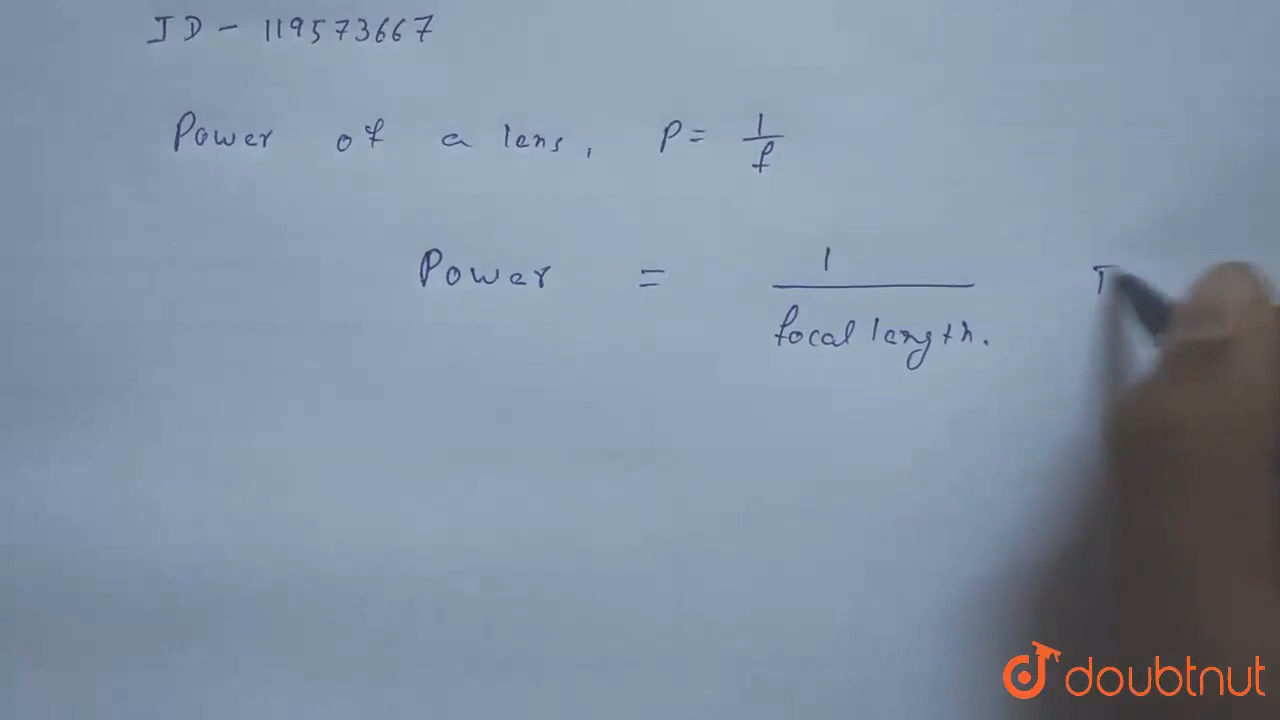 ID - 119573667
Power of a lens, P = 1/f
Power = 1/focal length.
doubtnut